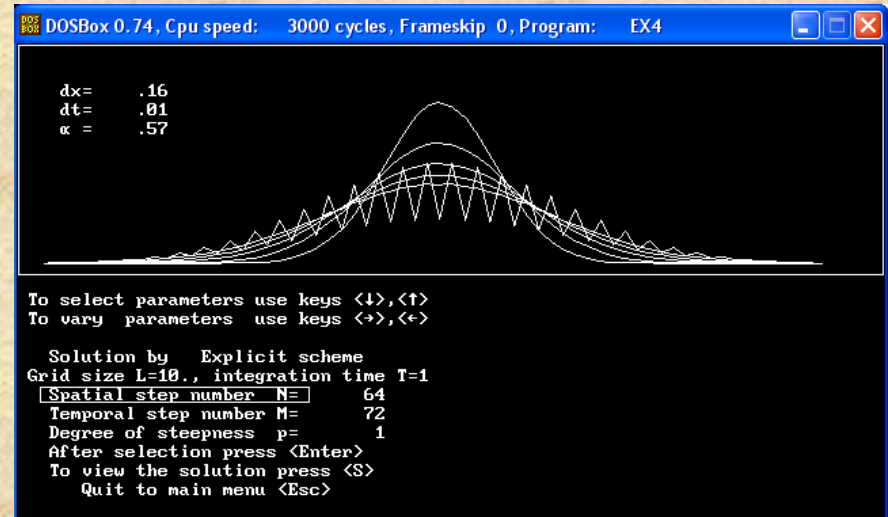 DOS BOX DOSBox 0.74, Cpu speed: 3000 cycles, Frameskip 0, Program: EX4
dx= .16
dt= .01
α = .57
To select parameters use keys <↓>,<↑>
To vary parameters use keys <→>,<←>
Solution by Explicit scheme
Grid size L=10., integration time T=1
Spatial step number N= 64
Temporal step number M= 72
Degree of steepness p= 1
After selection press <Enter>
To view the solution press <S>
Quit to main menu <Esc>